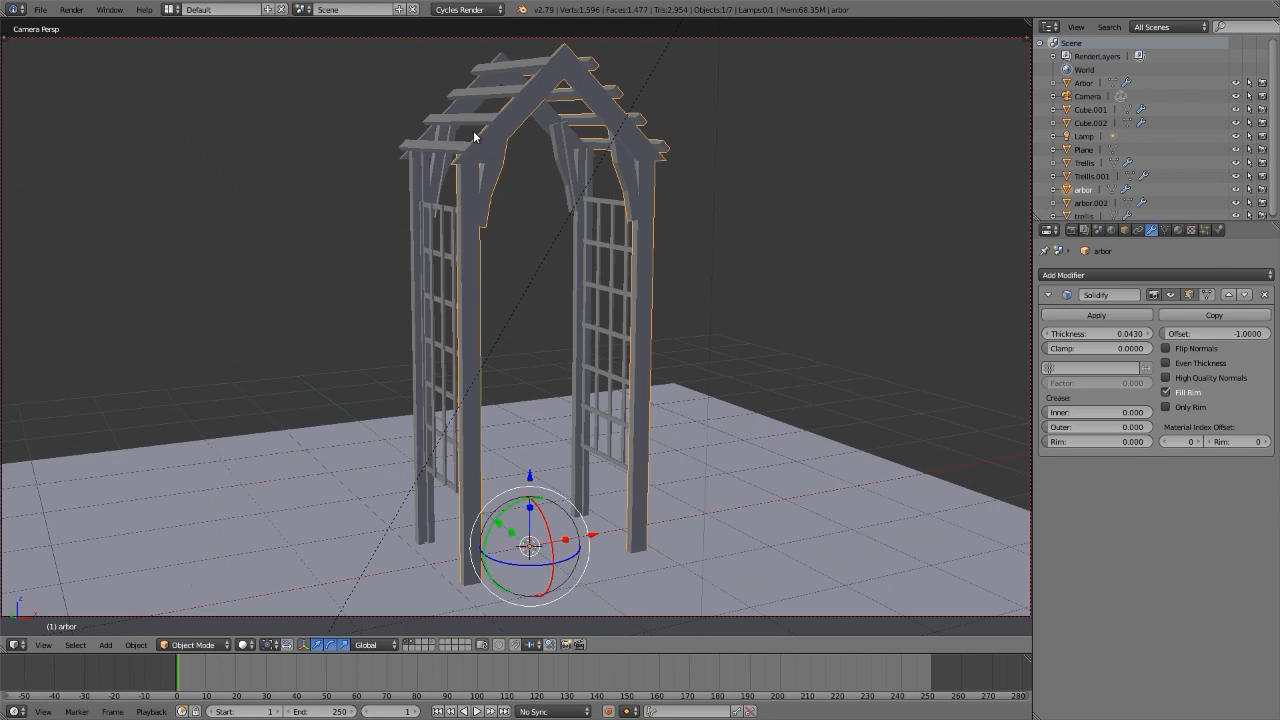 File Render Window Help Default Scene Cycles Render v2.79 | Verts:1,596 | Faces:1,477 | Tris:2,954 | Objects:1/7 | Lamps:0/1 | Mem:68.35M | arbor
Camera Persp
View Search All Scenes
Scene
RenderLayers
World
Arbor
Camera
Cube.001
Cube.002
Lamp
Plane
Trellis
Trellis.001
arbor
arbor.002
trellis
arbor
Add Modifier
Solidify
Apply Copy
Thickness: 0.0430 Offset: -1.0000
Clamp: 0.0000 Flip Normals
Even Thickness
High Quality Normals
Factor: 0.000 Fill Rim
Crease: Only Rim
Inner: 0.000
Outer: 0.000 Material Index Offset:
Rim: 0.000 0 Rim: 0
z
x
(1) arbor
View Select Add Object Object Mode Global
-50 -40 -30 -20 -10 0 10 20 30 40 50 60 70 80 90 100 110 120 130 140 150 160 170 180 190 200 210 220 230 240 250 260 270 280
View Marker Frame Playback Start: 1 End: 250 1 No Sync